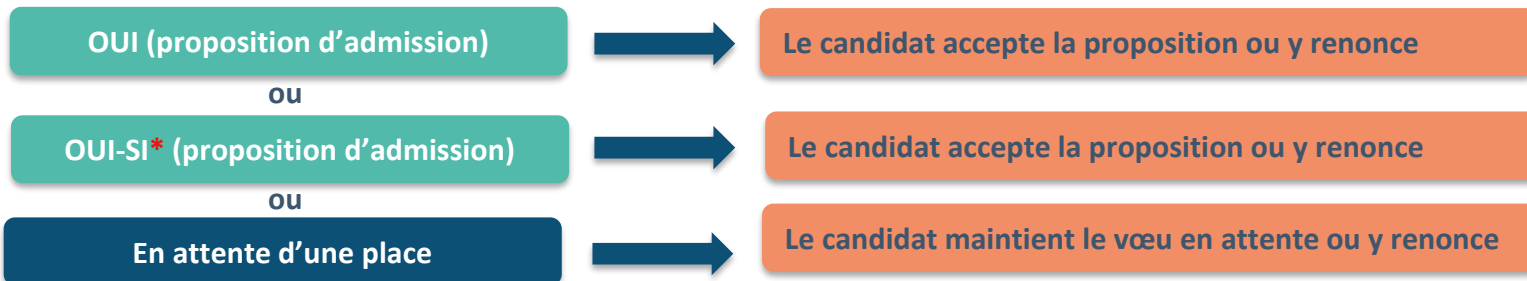 OUI (proposition d’admission)
Le candidat accepte la proposition ou y renonce
ou
OUI-SI* (proposition d’admission)
Le candidat accepte la proposition ou y renonce
ou
En attente d’une place
Le candidat maintient le vœu en attente ou y renonce